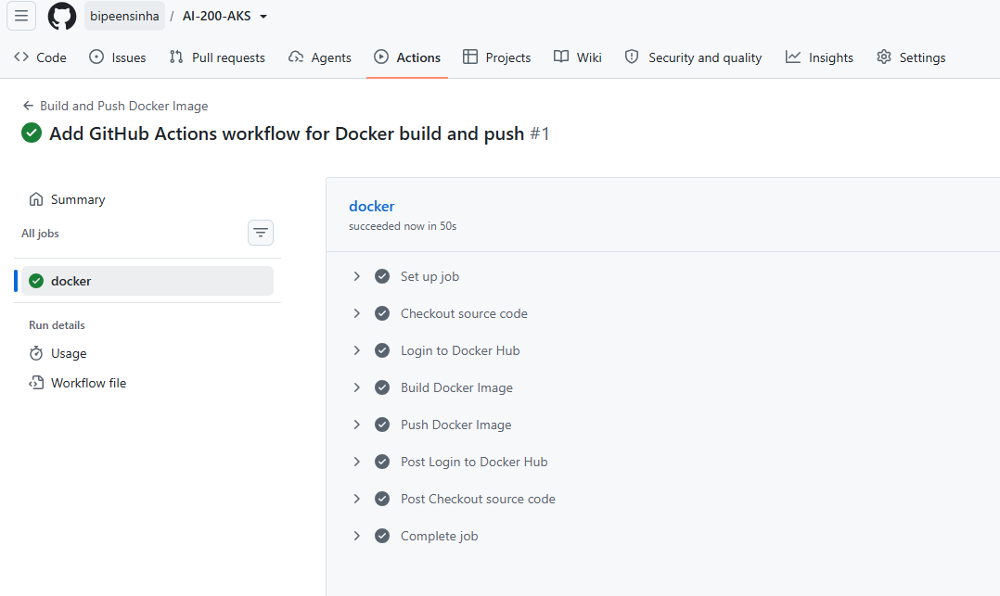 bipeensinha / AI-200-AKS
Code Issues Pull requests Agents Actions Projects Wiki Security and quality Insights Settings
Build and Push Docker Image
Add GitHub Actions workflow for Docker build and push #1
Summary
All jobs
docker
Run details
Usage
Workflow file
docker
succeeded now in 50s
Set up job
Checkout source code
Login to Docker Hub
Build Docker Image
Push Docker Image
Post Login to Docker Hub
Post Checkout source code
Complete job